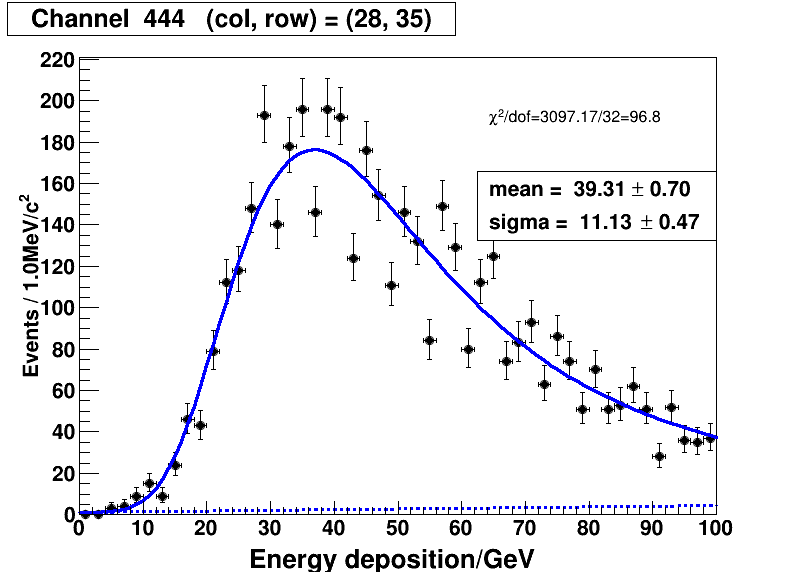 Channel  444   (col, row) = (28, 35)
220
200
180
160
140
120
100
80
60
40
20
0
Events / 1.0MeV/c²
χ²/dof=3097.17/32=96.8
mean =  39.31 ± 0.70
sigma =  11.13 ± 0.47
0 10 20 30 40 50 60 70 80 90 100
Energy deposition/GeV